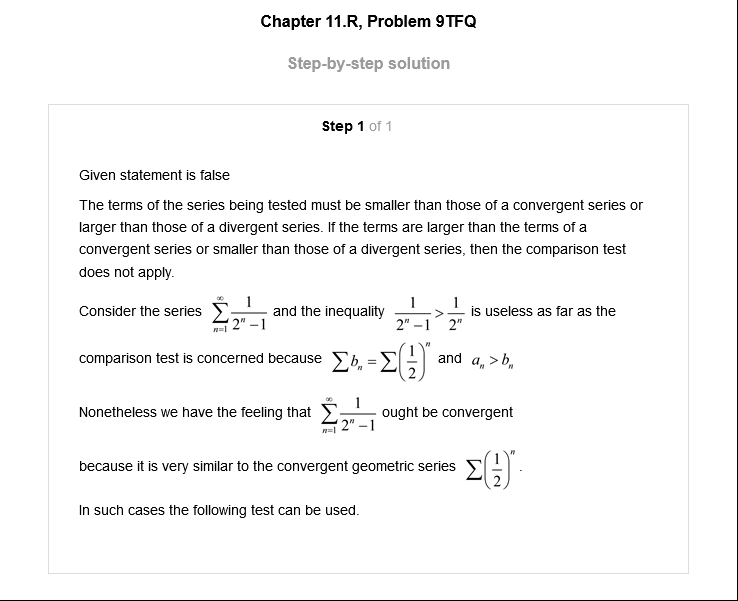 Chapter 11.R, Problem 9TFQ
Step-by-step solution
Step 1 of 1
Given statement is false
The terms of the series being tested must be smaller than those of a convergent series or
larger than those of a divergent series. If the terms are larger than the terms of a
convergent series or smaller than those of a divergent series, then the comparison test
does not apply.
Consider the series $\sum_{n=1}^{\infty} \frac{1}{2^n - 1}$ and the inequality $\frac{1}{2^n - 1} > \frac{1}{2^n}$ is useless as far as the
comparison test is concerned because $\sum b_n = \sum \left(\frac{1}{2}\right)^n$ and $a_n > b_n$
Nonetheless we have the feeling that $\sum_{n=1}^{\infty} \frac{1}{2^n - 1}$ ought be convergent
because it is very similar to the convergent geometric series $\sum \left(\frac{1}{2}\right)^n$.
In such cases the following test can be used.